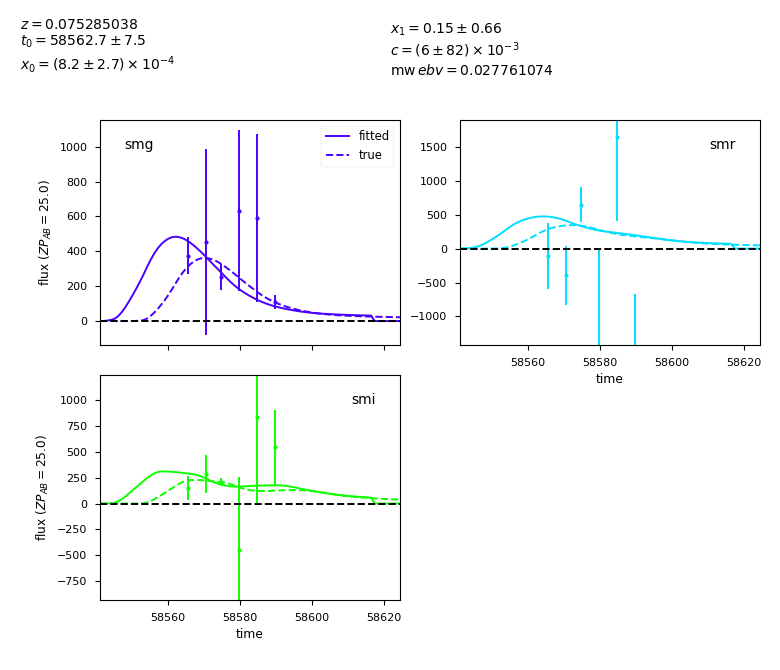 z = 0.075285038
t₀ = 58562.7 ± 7.5
x₀ = (8.2 ± 2.7) × 10⁻⁴
x₁ = 0.15 ± 0.66
c = (6 ± 82) × 10⁻³
mw ebv = 0.027761074
smg
fitted
true
1000
800
600
400
200
0
flux (ZP_AB = 25.0)
smr
1500
1000
500
0
−500
−1000
58560 58580 58600 58620
time
smi
1000
750
500
250
0
−250
−500
−750
flux (ZP_AB = 25.0)
58560 58580 58600 58620
time